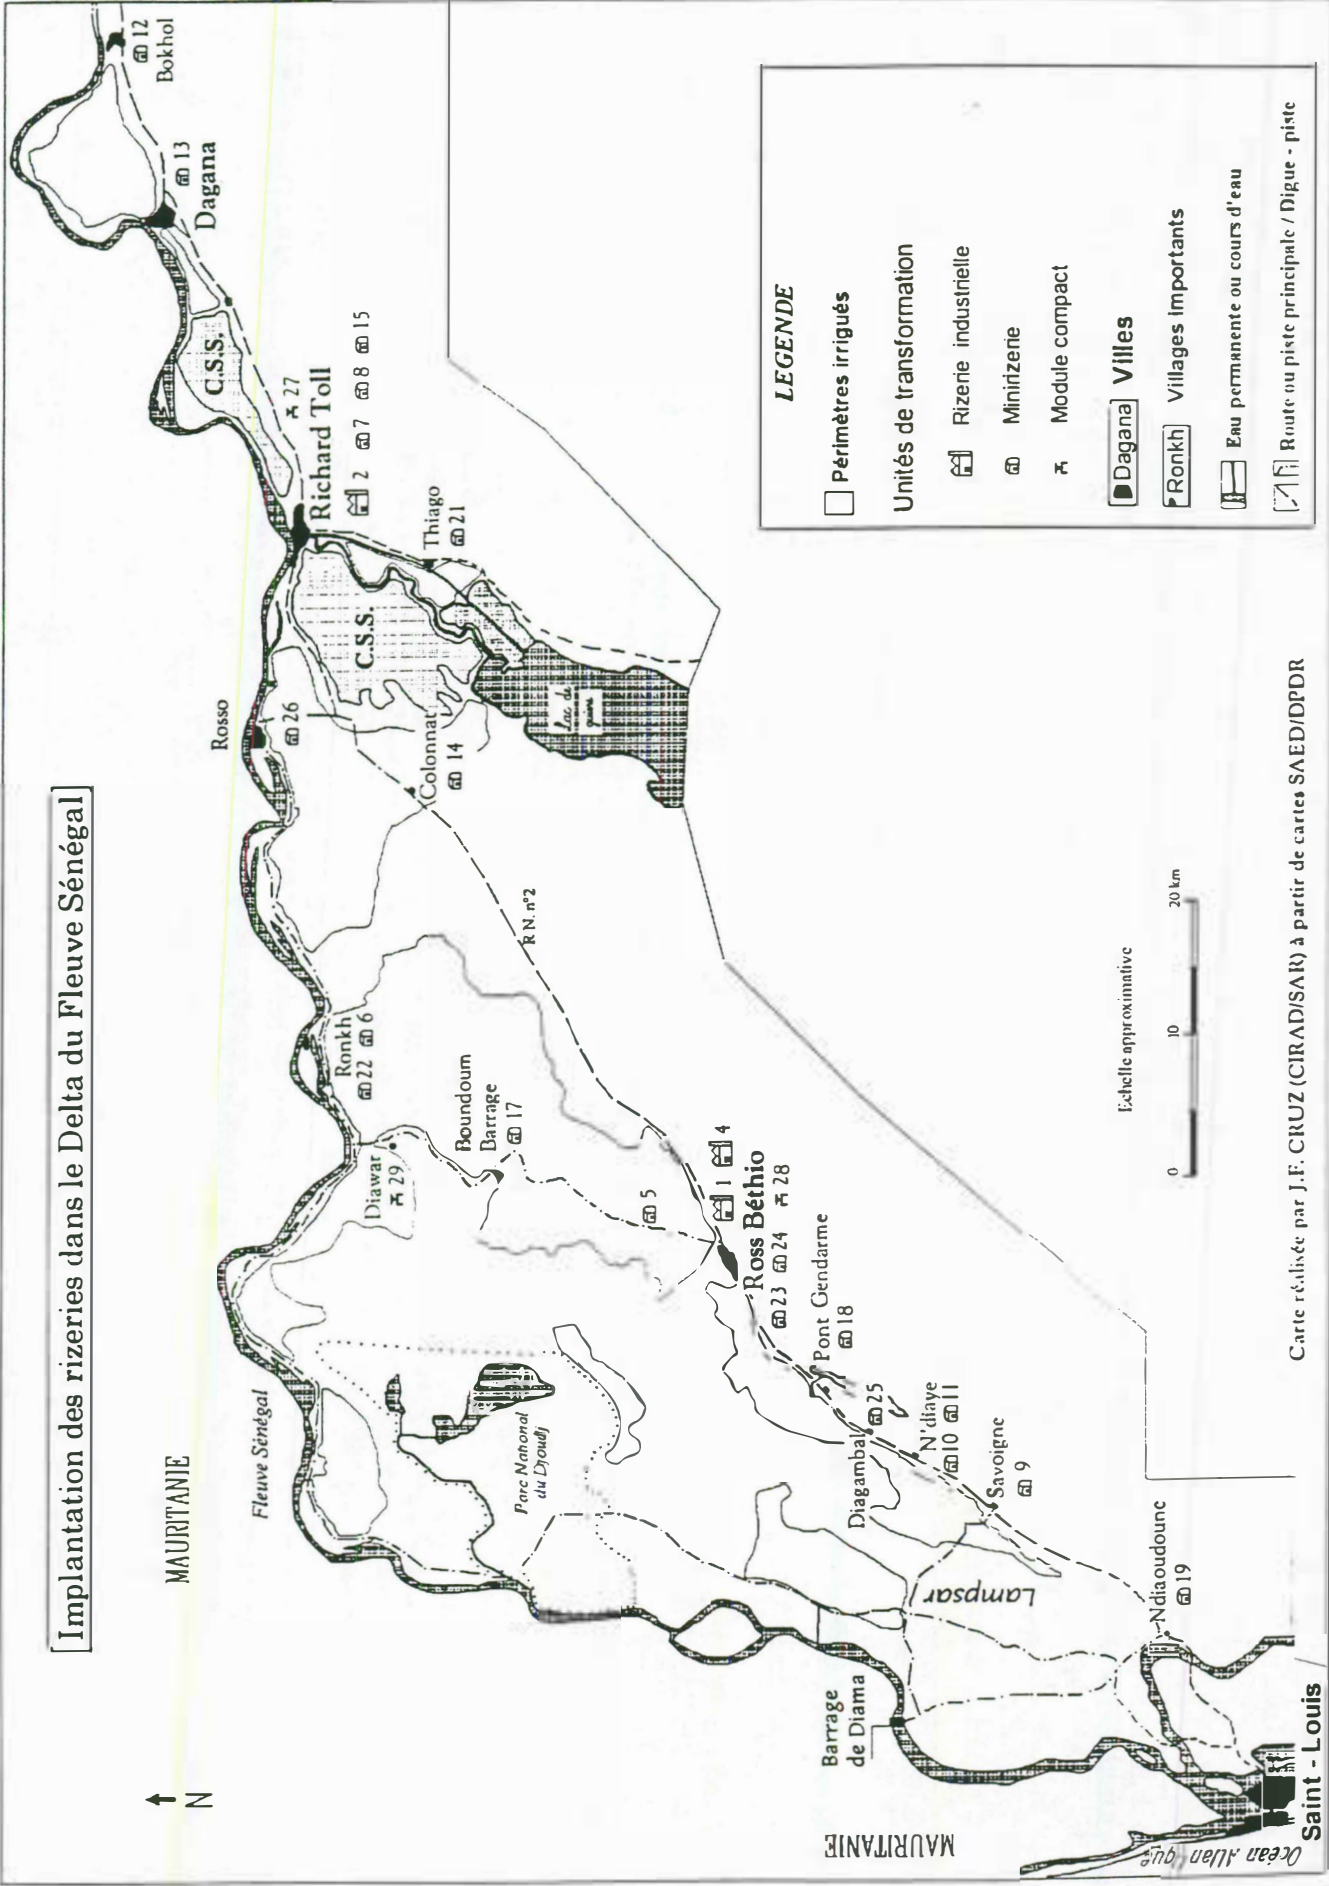 Implantation des rizeries dans le Delta du Fleuve Sénégal
N
MAURITANIE
Fleuve Sénégal
Rosso
26
Ronkh
22 6
Diawar
29
Boundoum
Barrage
17
Parc National
du Djoudj
5
Richard Toll
2 7 8 15
27
C.S.S.
C.S.S.
Dagana
13
12
Bokhol
Thiago
21
Lac de
guiers
Colonnat
14
R.N. n°2
1 4
Ross Béthio
23 24 28
Pont Gendarme
18
Diagambal
25
N'diaye
10 11
Savoigne
9
Lampsar
Barrage
de Diama
MAURITANIE
Ndiaoudoune
19
Océan Atlantique
Saint - Louis
Echelle approximative
0 10 20 km
LEGENDE
Périmètres irrigués
Unités de transformation
Rizerie industrielle
Minirizerie
Module compact
Dagana Villes
Ronkh Villages importants
Eau permanente ou cours d'eau
Route ou piste principale / Digue - piste
Carte réalisée par J.F. CRUZ (CIRAD/SAR) à partir de cartes SAED/DPDR